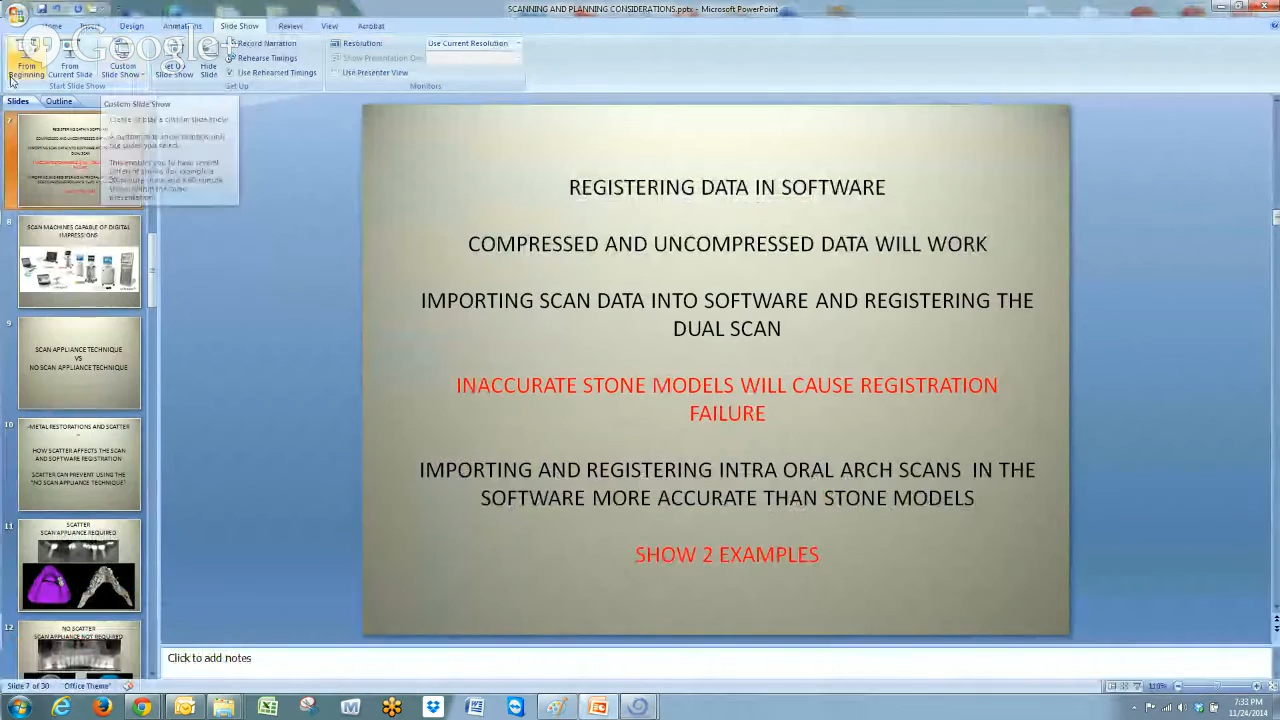 SCANNING AND PLANNING CONSIDERATIONS.pptx - Microsoft PowerPoint
Home Insert Design Animations Slide Show Review View Acrobat
Google+
From Beginning
From Current Slide
Custom Slide Show
Set Up Slide Show
Hide Slide
Record Narration
Rehearse Timings
Use Rehearsed Timings
Resolution:
Use Current Resolution
Use Presenter View
Start Slide Show
Set Up
Monitors
Slides Outline
Custom Slide Show
7
8
SCAN MACHINES CAPABLE OF DIGITAL
IMPRESSIONS
9
SCAN APPLIANCE TECHNIQUE
VS
NO SCAN APPLIANCE TECHNIQUE
10
METAL RESTORATIONS AND SCATTER
HOW SCATTER AFFECTS THE SCAN
AND SOFTWARE REGISTRATION
SCATTER CAN PREVENT USING THE
"NO SCAN APPLIANCE TECHNIQUE"
11
SCATTER
SCAN APPLIANCE REQUIRED
12
NO SCATTER
SCAN APPLIANCE NOT REQUIRED
REGISTERING DATA IN SOFTWARE
COMPRESSED AND UNCOMPRESSED DATA WILL WORK
IMPORTING SCAN DATA INTO SOFTWARE AND REGISTERING THE
DUAL SCAN
INACCURATE STONE MODELS WILL CAUSE REGISTRATION
FAILURE
IMPORTING AND REGISTERING INTRA ORAL ARCH SCANS IN THE
SOFTWARE MORE ACCURATE THAN STONE MODELS
SHOW 2 EXAMPLES
Click to add notes
Slide 7 of 30 "Office Theme"
110%
7:33 PM
11/24/2014